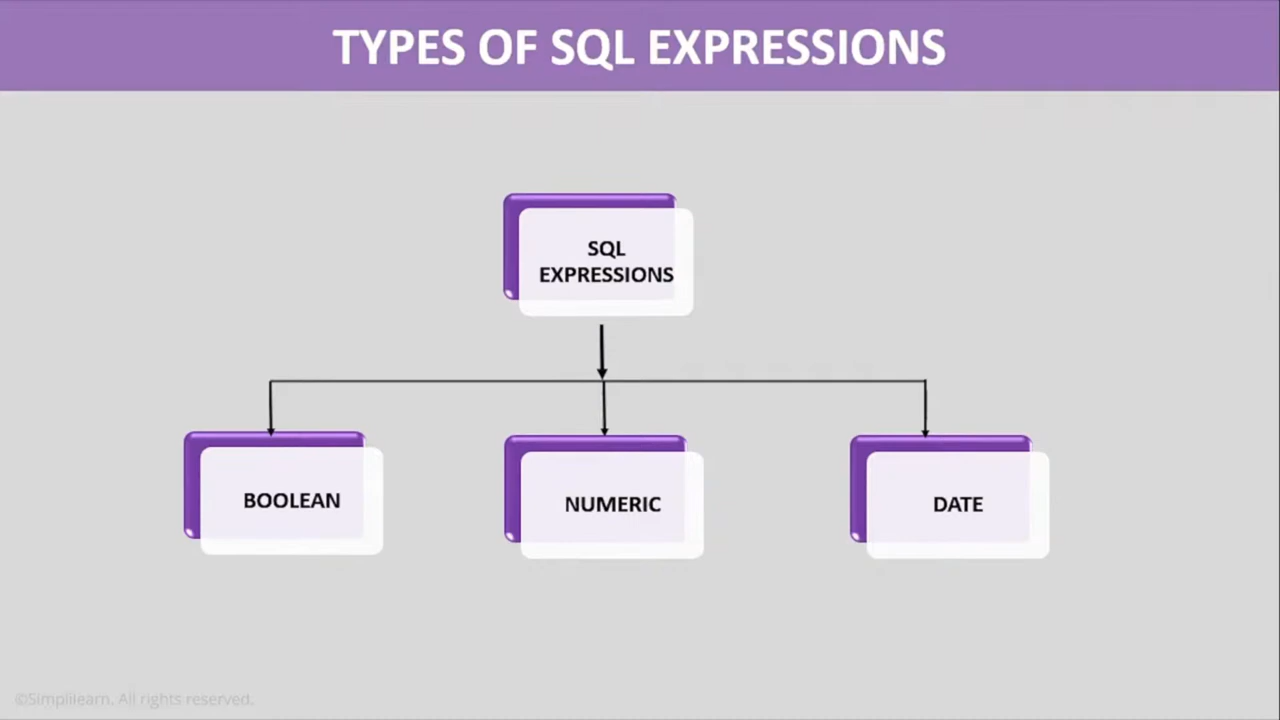 TYPES OF SQL EXPRESSIONS
SQL
EXPRESSIONS
BOOLEAN
NUMERIC
DATE
©Simplilearn. All rights reserved.